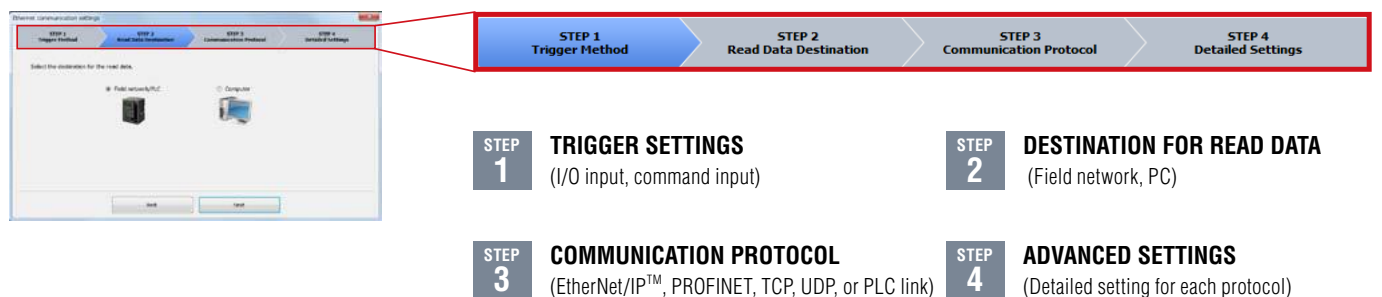 Ethernet communication settings
STEP 1
Trigger Method
STEP 2
Read Data Destination
STEP 3
Communication Protocol
STEP 4
Detailed Settings
Select the destination for the read data.
Field network/PLC
Computer
Back
Next
STEP 1
Trigger Method
STEP 2
Read Data Destination
STEP 3
Communication Protocol
STEP 4
Detailed Settings
STEP
1
TRIGGER SETTINGS
(I/O input, command input)
STEP
2
DESTINATION FOR READ DATA
(Field network, PC)
STEP
3
COMMUNICATION PROTOCOL
(EtherNet/IP™, PROFINET, TCP, UDP, or PLC link)
STEP
4
ADVANCED SETTINGS
(Detailed setting for each protocol)